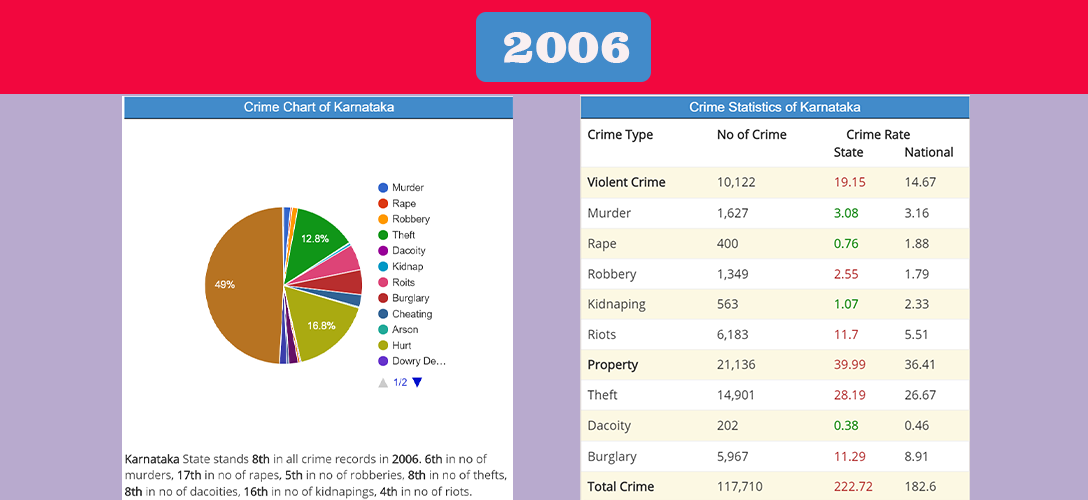 2006
Crime Chart of Karnataka
49%
12.8%
16.8%
Murder
Rape
Robbery
Theft
Dacoity
Kidnap
Roits
Burglary
Cheating
Arson
Hurt
Dowry De...
1/2
Karnataka State stands 8th in all crime records in 2006. 6th in no of
murders, 17th in no of rapes, 5th in no of robberies, 8th in no of thefts,
8th in no of dacoities, 16th in no of kidnapings, 4th in no of riots.
Crime Statistics of Karnataka
Crime Type No of Crime Crime Rate
State National
Violent Crime 10,122 19.15 14.67
Murder 1,627 3.08 3.16
Rape 400 0.76 1.88
Robbery 1,349 2.55 1.79
Kidnaping 563 1.07 2.33
Riots 6,183 11.7 5.51
Property 21,136 39.99 36.41
Theft 14,901 28.19 26.67
Dacoity 202 0.38 0.46
Burglary 5,967 11.29 8.91
Total Crime 117,710 222.72 182.6